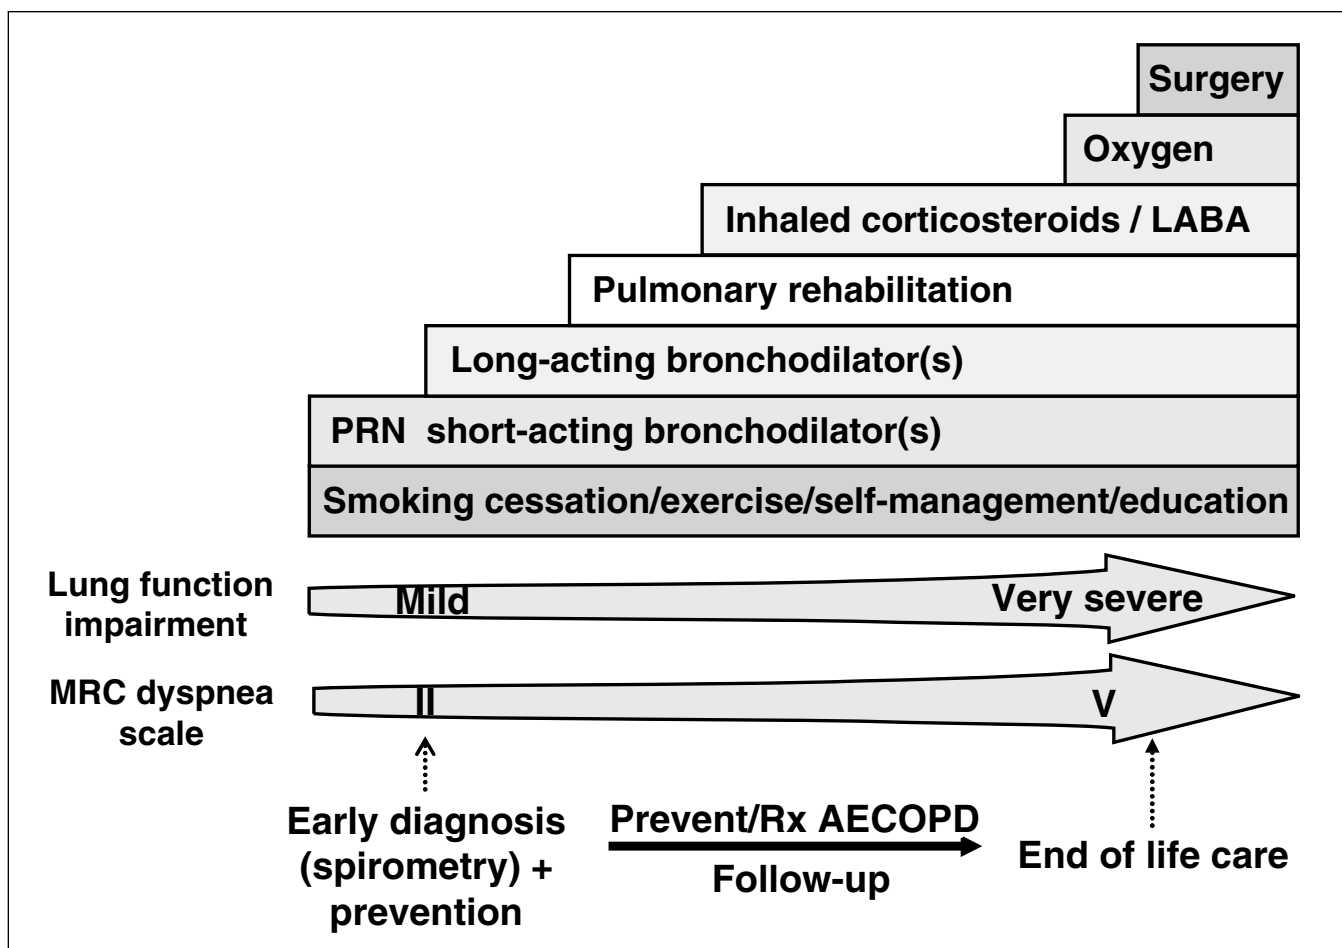 Surgery
Oxygen
Inhaled corticosteroids / LABA
Pulmonary rehabilitation
Long-acting bronchodilator(s)
PRN short-acting bronchodilator(s)
Smoking cessation/exercise/self-management/education
Lung function
impairment
Mild
Very severe
MRC dyspnea
scale
II
V
Early diagnosis
(spirometry) +
prevention
Prevent/Rx AECOPD
Follow-up
End of life care